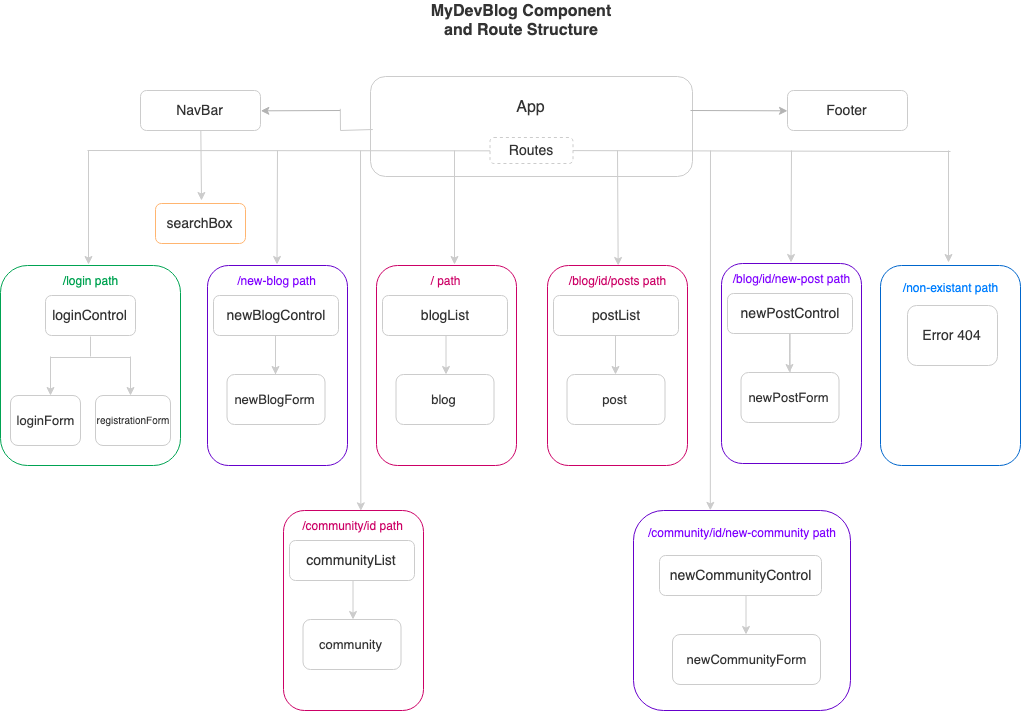 MyDevBlog Component
and Route Structure
NavBar
App
Footer
Routes
searchBox
/login path
loginControl
loginForm
registrationForm
/new-blog path
newBlogControl
newBlogForm
/ path
blogList
blog
/blog/id/posts path
postList
post
/blog/id/new-post path
newPostControl
newPostForm
/non-existant path
Error 404
/community/id path
communityList
community
/community/id/new-community path
newCommunityControl
newCommunityForm